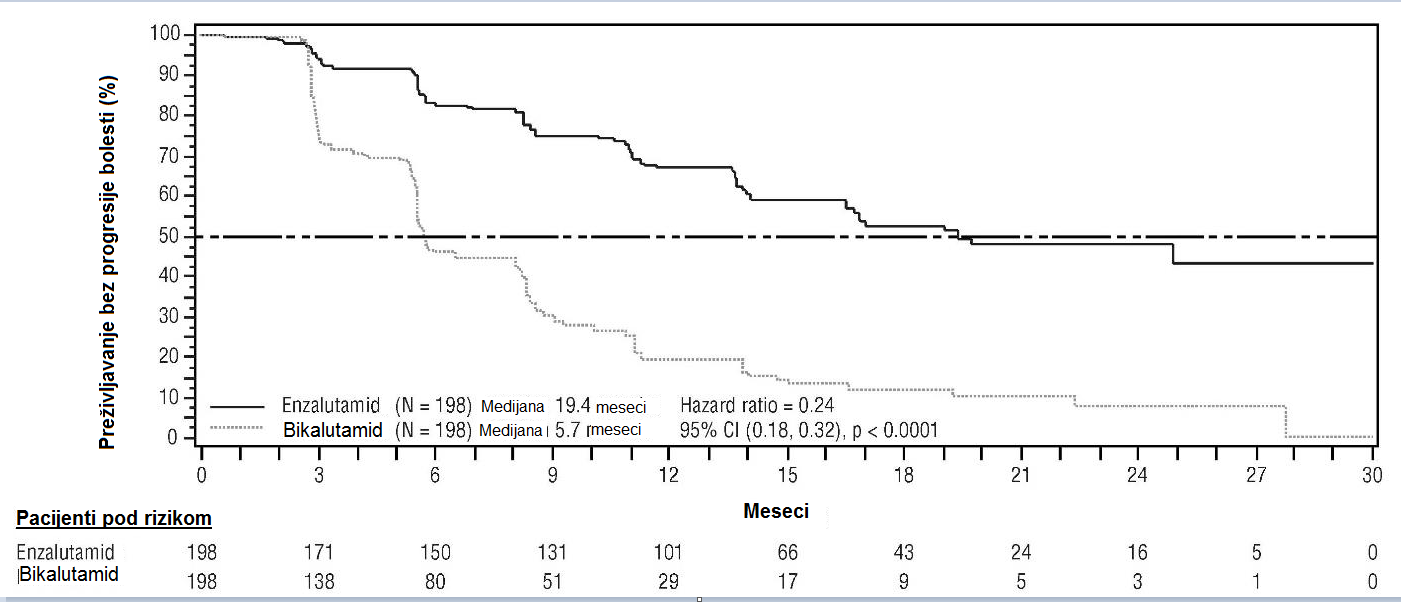 Preživljavanje bez progresije bolesti (%)
100
90
80
70
60
50
40
30
20
10
0
Enzalutamid (N = 198) Medijana 19.4 meseci Hazard ratio = 0.24
Bikalutamid (N = 198) Medijana 5.7 meseci 95% CI (0.18, 0.32), p < 0.0001
0 3 6 9 12 15 18 21 24 27 30
Meseci
Pacijenti pod rizikom
Enzalutamid 198 171 150 131 101 66 43 24 16 5 0
Bikalutamid 198 138 80 51 29 17 9 5 3 1 0